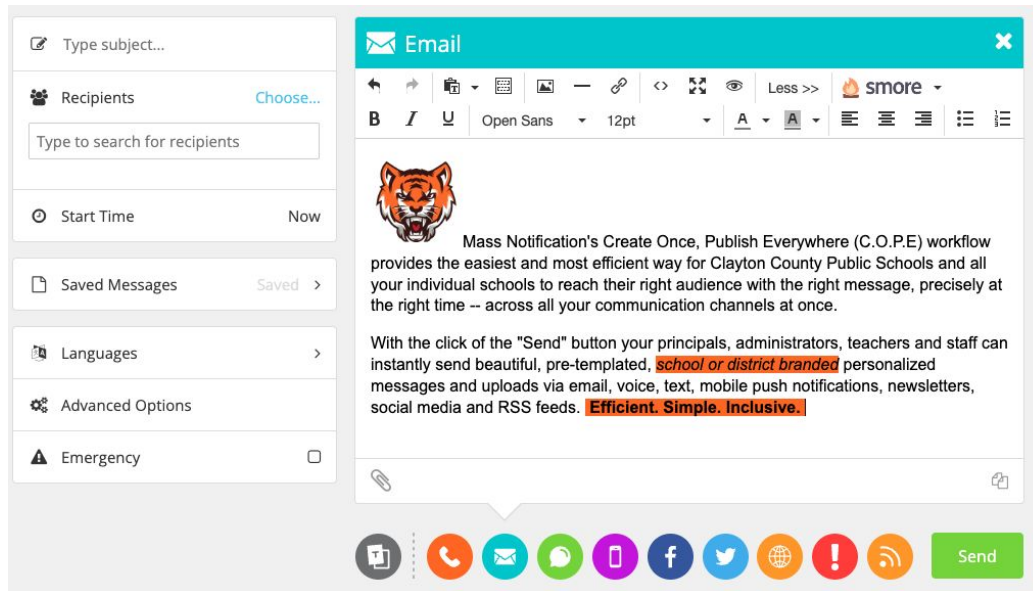 Type subject...
Recipients
Choose...
Type to search for recipients
Start Time
Now
Saved Messages
Saved
Languages
Advanced Options
Emergency
Email
Less >>
smore
B I U Open Sans 12pt A A
Mass Notification's Create Once, Publish Everywhere (C.O.P.E) workflow
provides the easiest and most efficient way for Clayton County Public Schools and all
your individual schools to reach their right audience with the right message, precisely at
the right time -- across all your communication channels at once.
With the click of the "Send" button your principals, administrators, teachers and staff can
instantly send beautiful, pre-templated, school or district branded personalized
messages and uploads via email, voice, text, mobile push notifications, newsletters,
social media and RSS feeds. Efficient. Simple. Inclusive.
Send